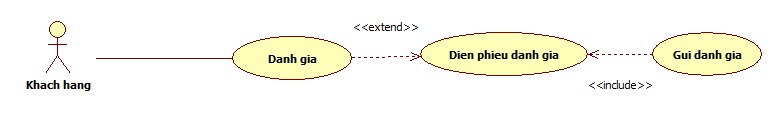 <<extend>>
Danh gia
Dien phieu danh gia
Gui danh gia
Khach hang
<<include>>